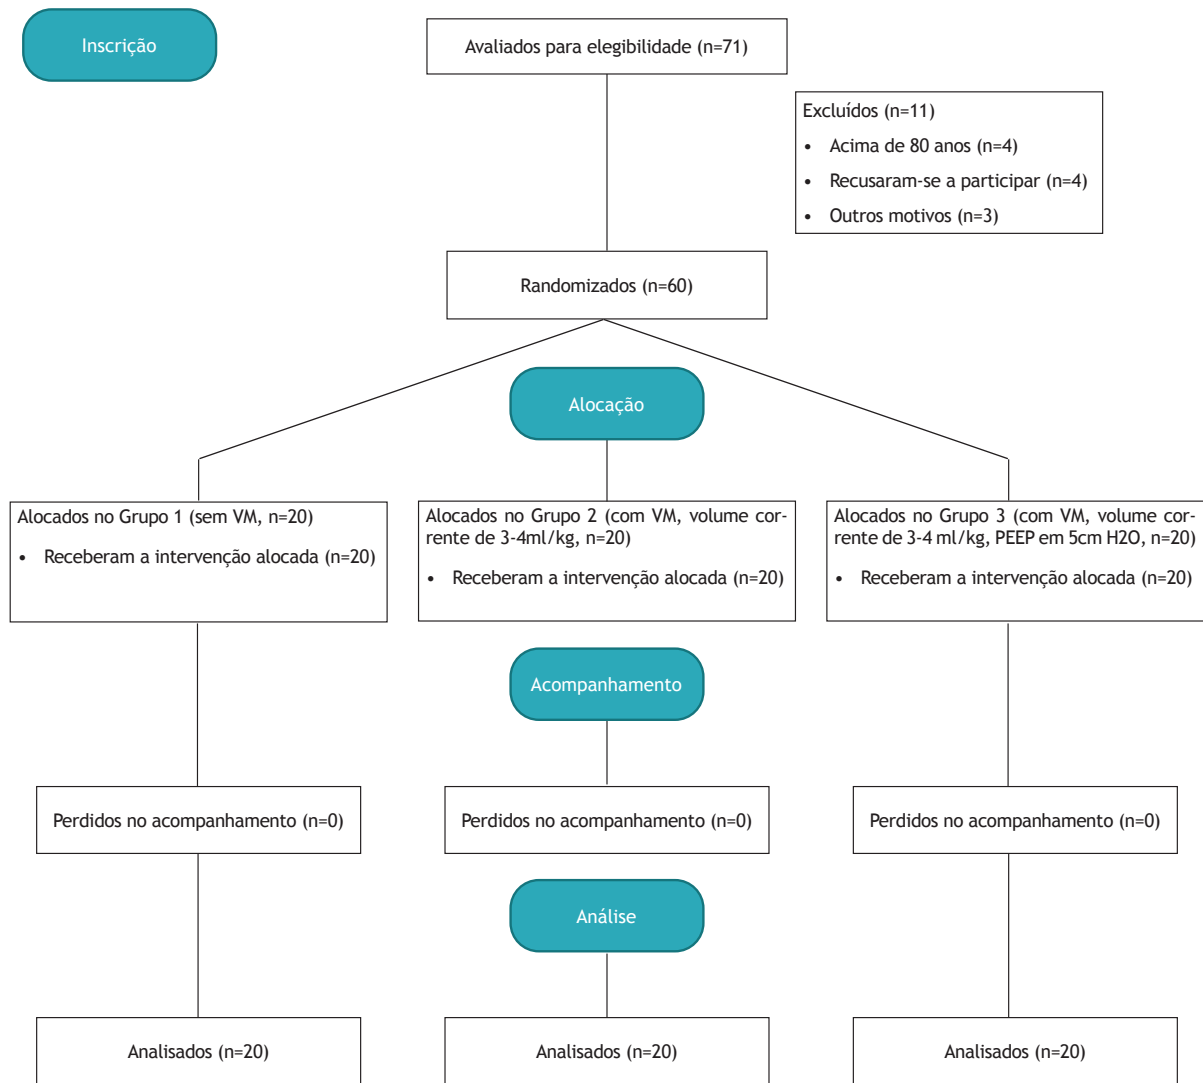 Inscrição
Avaliados para elegibilidade (n=71)
Excluídos (n=11)
• Acima de 80 anos (n=4)
• Recusaram-se a participar (n=4)
• Outros motivos (n=3)
Randomizados (n=60)
Alocação
Alocados no Grupo 1 (sem VM, n=20)
• Receberam a intervenção alocada (n=20)
Alocados no Grupo 2 (com VM, volume cor-
rente de 3-4ml/kg, n=20)
• Receberam a intervenção alocada (n=20)
Alocados no Grupo 3 (com VM, volume cor-
rente de 3-4 ml/kg, PEEP em 5cm H2O, n=20)
• Receberam a intervenção alocada (n=20)
Acompanhamento
Perdidos no acompanhamento (n=0)
Perdidos no acompanhamento (n=0)
Perdidos no acompanhamento (n=0)
Análise
Analisados (n=20)
Analisados (n=20)
Analisados (n=20)